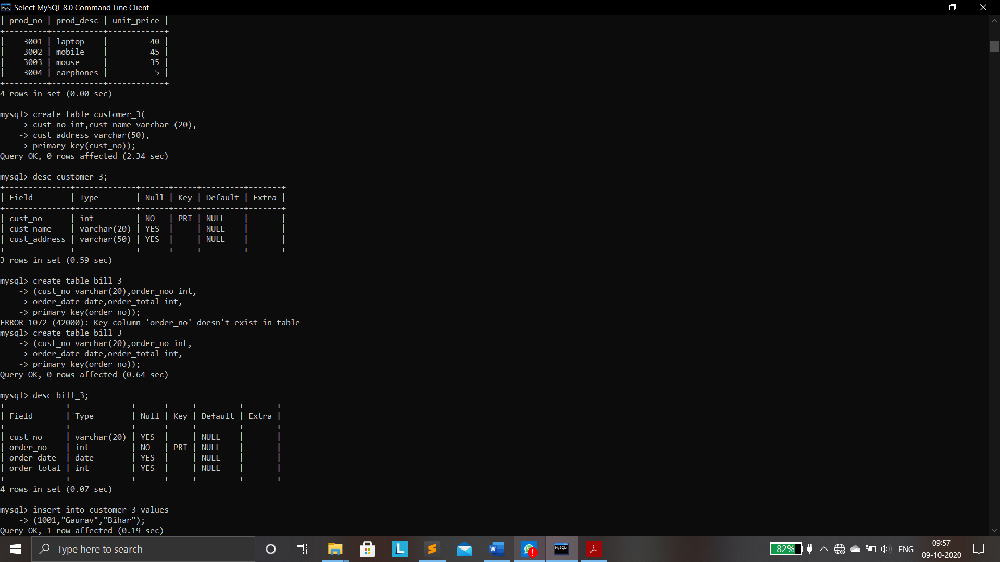 Select MySQL 8.0 Command Line Client
| prod_no | prod_desc | unit_price |
+---------+-----------+------------+
|    3001 | laptop    |         40 |
|    3002 | mobile    |         45 |
|    3003 | mouse     |         35 |
|    3004 | earphones |          5 |
+---------+-----------+------------+
4 rows in set (0.00 sec)
mysql> create table customer_3(
    -> cust_no int,cust_name varchar (20),
    -> cust_address varchar(50),
    -> primary key(cust_no));
Query OK, 0 rows affected (2.34 sec)
mysql> desc customer_3;
+--------------+-------------+------+-----+---------+-------+
| Field        | Type        | Null | Key | Default | Extra |
+--------------+-------------+------+-----+---------+-------+
| cust_no      | int         | NO   | PRI | NULL    |       |
| cust_name    | varchar(20) | YES  |     | NULL    |       |
| cust_address | varchar(50) | YES  |     | NULL    |       |
+--------------+-------------+------+-----+---------+-------+
3 rows in set (0.59 sec)
mysql> create table bill_3
    -> (cust_no varchar(20),order_noo int,
    -> order_date date,order_total int,
    -> primary key(order_no));
ERROR 1072 (42000): Key column 'order_no' doesn't exist in table
mysql> create table bill_3
    -> (cust_no varchar(20),order_no int,
    -> order_date date,order_total int,
    -> primary key(order_no));
Query OK, 0 rows affected (0.64 sec)
mysql> desc bill_3;
+-------------+-------------+------+-----+---------+-------+
| Field       | Type        | Null | Key | Default | Extra |
+-------------+-------------+------+-----+---------+-------+
| cust_no     | varchar(20) | YES  |     | NULL    |       |
| order_no    | int         | NO   | PRI | NULL    |       |
| order_date  | date        | YES  |     | NULL    |       |
| order_total | int         | YES  |     | NULL    |       |
+-------------+-------------+------+-----+---------+-------+
4 rows in set (0.07 sec)
mysql> insert into customer_3 values
    -> (1001,"Gaurav","Bihar");
Query OK, 1 row affected (0.19 sec)
Type here to search
82%
ENG
09:57
09-10-2020